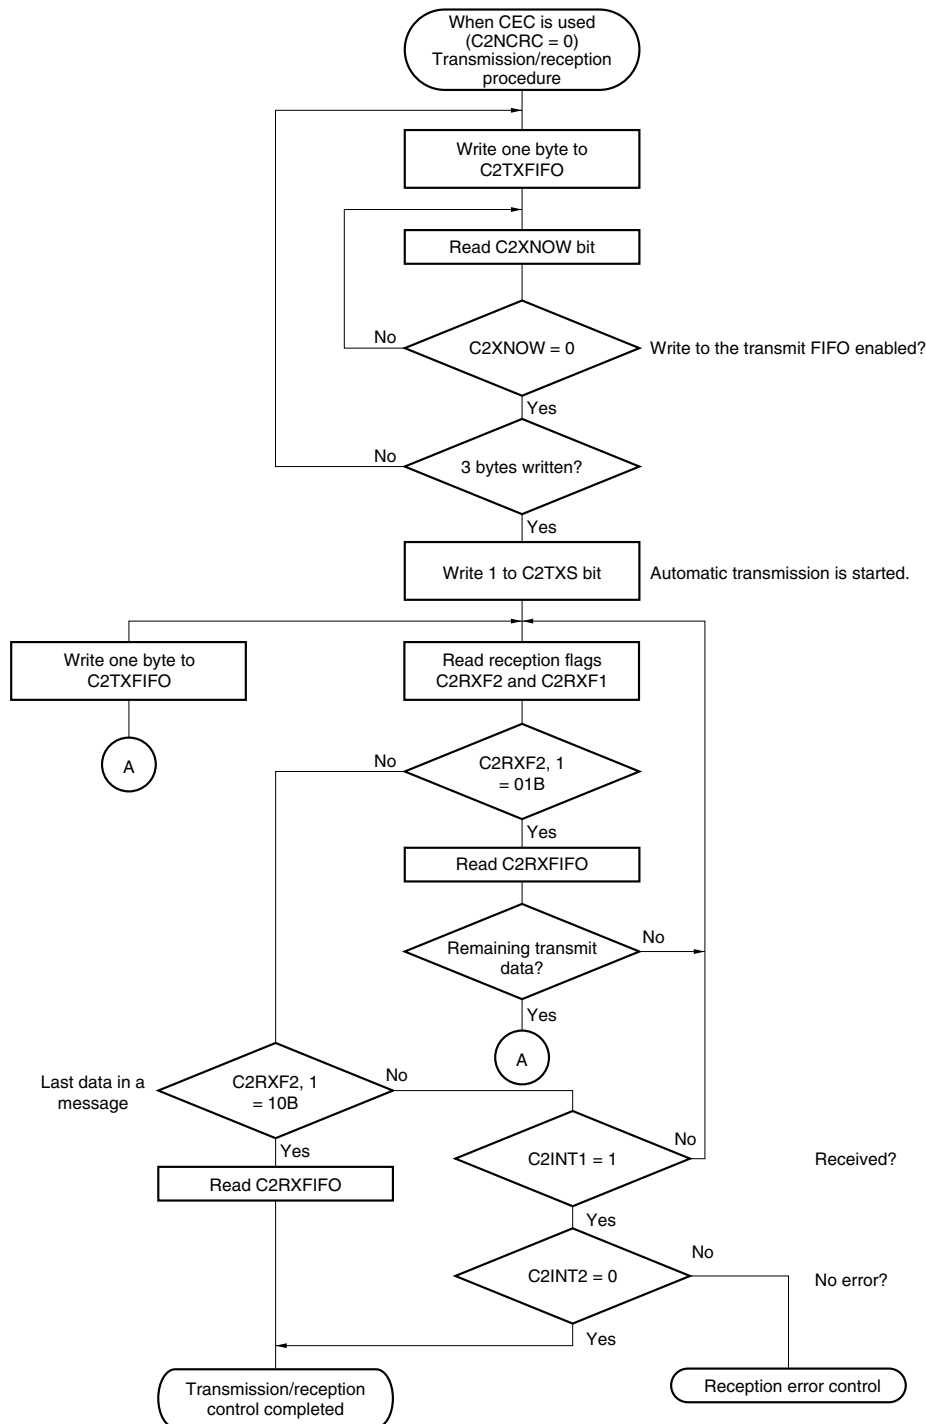 When CEC is used
(C2NCRC = 0)
Transmission/reception
procedure
Write one byte to
C2TXFIFO
Read C2XNOW bit
No
C2XNOW = 0
Write to the transmit FIFO enabled?
Yes
No
3 bytes written?
Yes
Write 1 to C2TXS bit
Automatic transmission is started.
Write one byte to
C2TXFIFO
Read reception flags
C2RXF2 and C2RXF1
A
No
C2RXF2, 1
= 01B
Yes
Read C2RXFIFO
Remaining transmit
data?
No
Yes
A
Last data in a
message
C2RXF2, 1
= 10B
No
Yes
Read C2RXFIFO
C2INT1 = 1
No
Received?
Yes
C2INT2 = 0
No
No error?
Yes
Transmission/reception
control completed
Reception error control